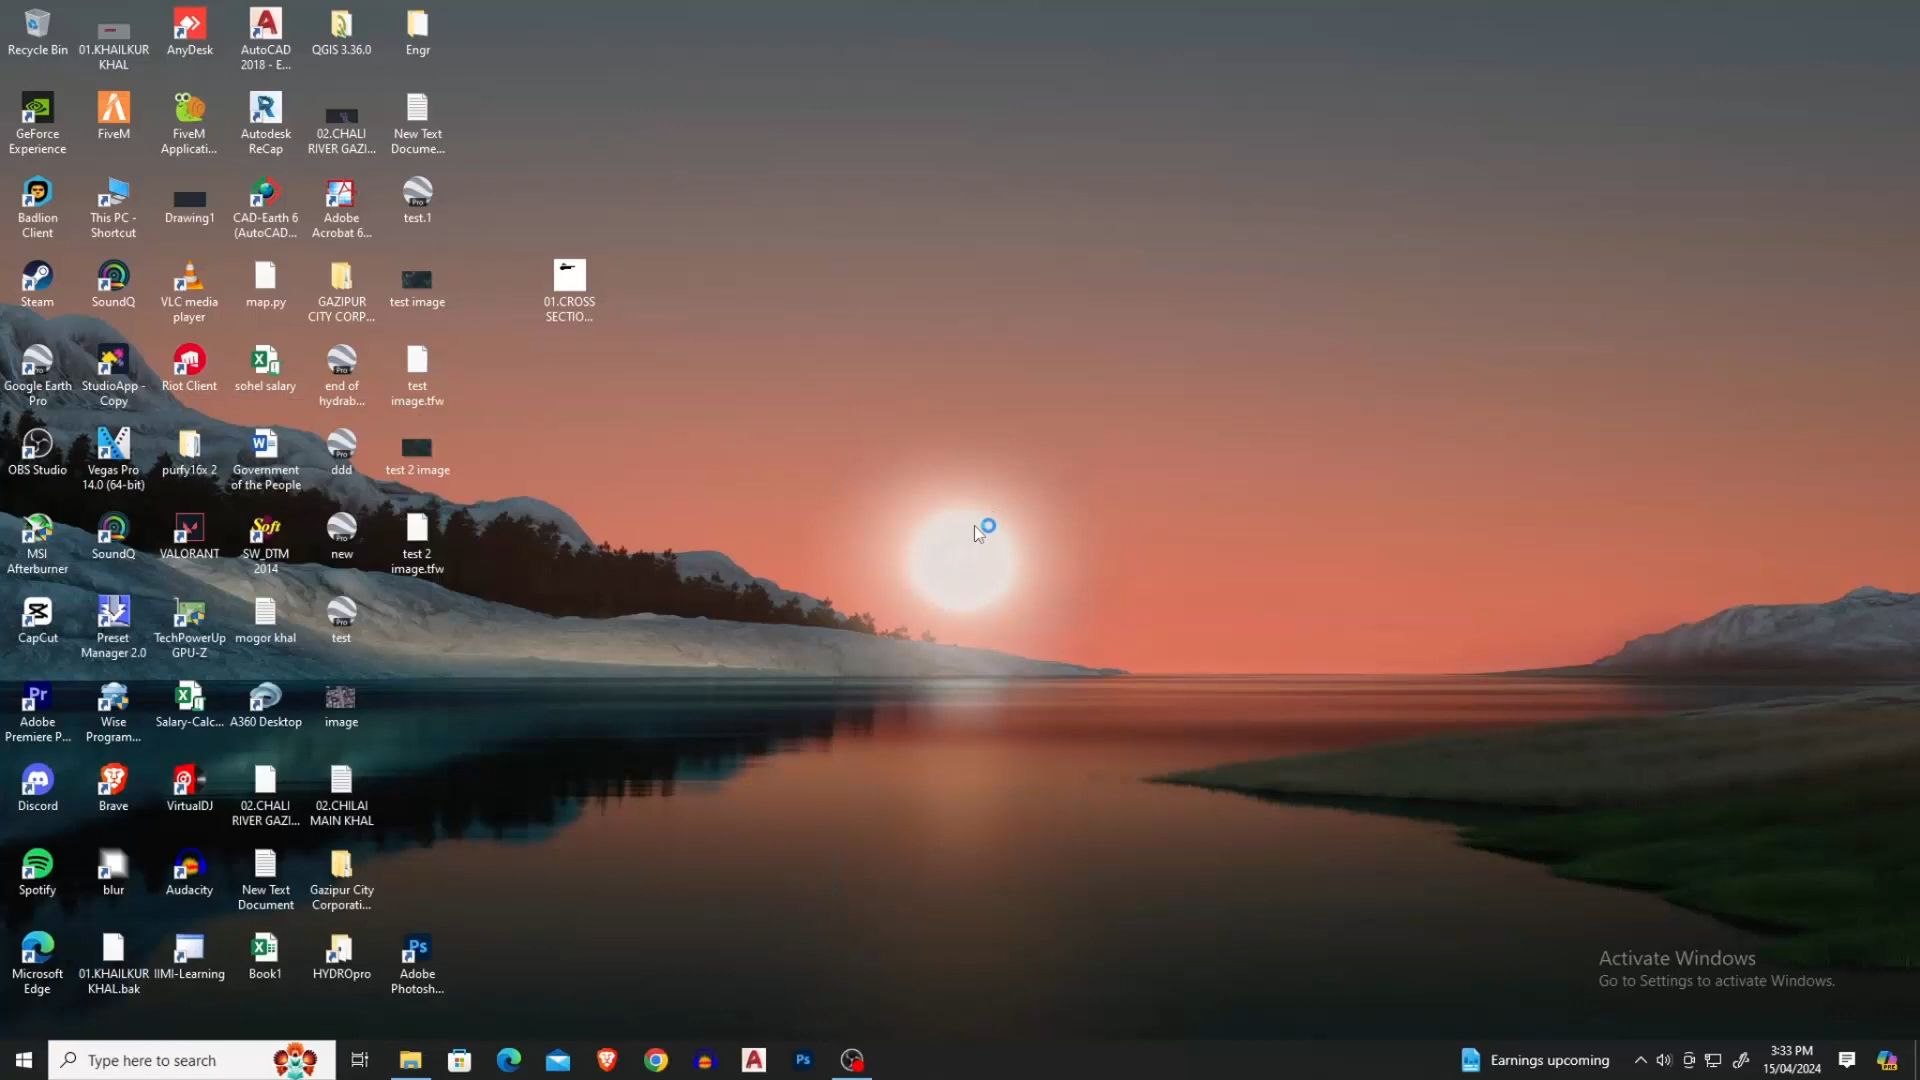 Recycle Bin
01.KHAILKUR
KHAL
AnyDesk
AutoCAD
2018 - E...
QGIS 3.36.0
Engr
GeForce
Experience
FiveM
FiveM
Applicati...
Autodesk
ReCap
02.CHALI
RIVER GAZI...
New Text
Docume...
Badlion
Client
This PC -
Shortcut
Drawing1
CAD-Earth 6
(AutoCAD...
Adobe
Acrobat 6...
test.1
Steam
SoundQ
VLC media
player
map.py
GAZIPUR
CITY CORP...
test image
01.CROSS
SECTIO...
Google Earth
Pro
StudioApp -
Copy
Riot Client
sohel salary
end of
hydrab...
test
image.tfw
OBS Studio
Vegas Pro
14.0 (64-bit)
purfy16x 2
Government
of the People
ddd
test 2 image
MSI
Afterburner
SoundQ
VALORANT
SW_DTM
2014
new
test 2
image.tfw
CapCut
Preset
Manager 2.0
TechPowerUp
GPU-Z
mogor khal
test
Adobe
Premiere P...
Wise
Program...
Salary-Calc...
A360 Desktop
image
Discord
Brave
VirtualDJ
02.CHALI
RIVER GAZI...
02.CHILAI
MAIN KHAL
Spotify
blur
Audacity
New Text
Document
Gazipur City
Corporati...
Microsoft
Edge
01.KHAILKUR
KHAL.bak
IIMI-Learning
Book1
HYDROpro
Adobe
Photosh...
Activate Windows
Go to Settings to activate Windows.
Type here to search
Earnings upcoming
3:33 PM
15/04/2024